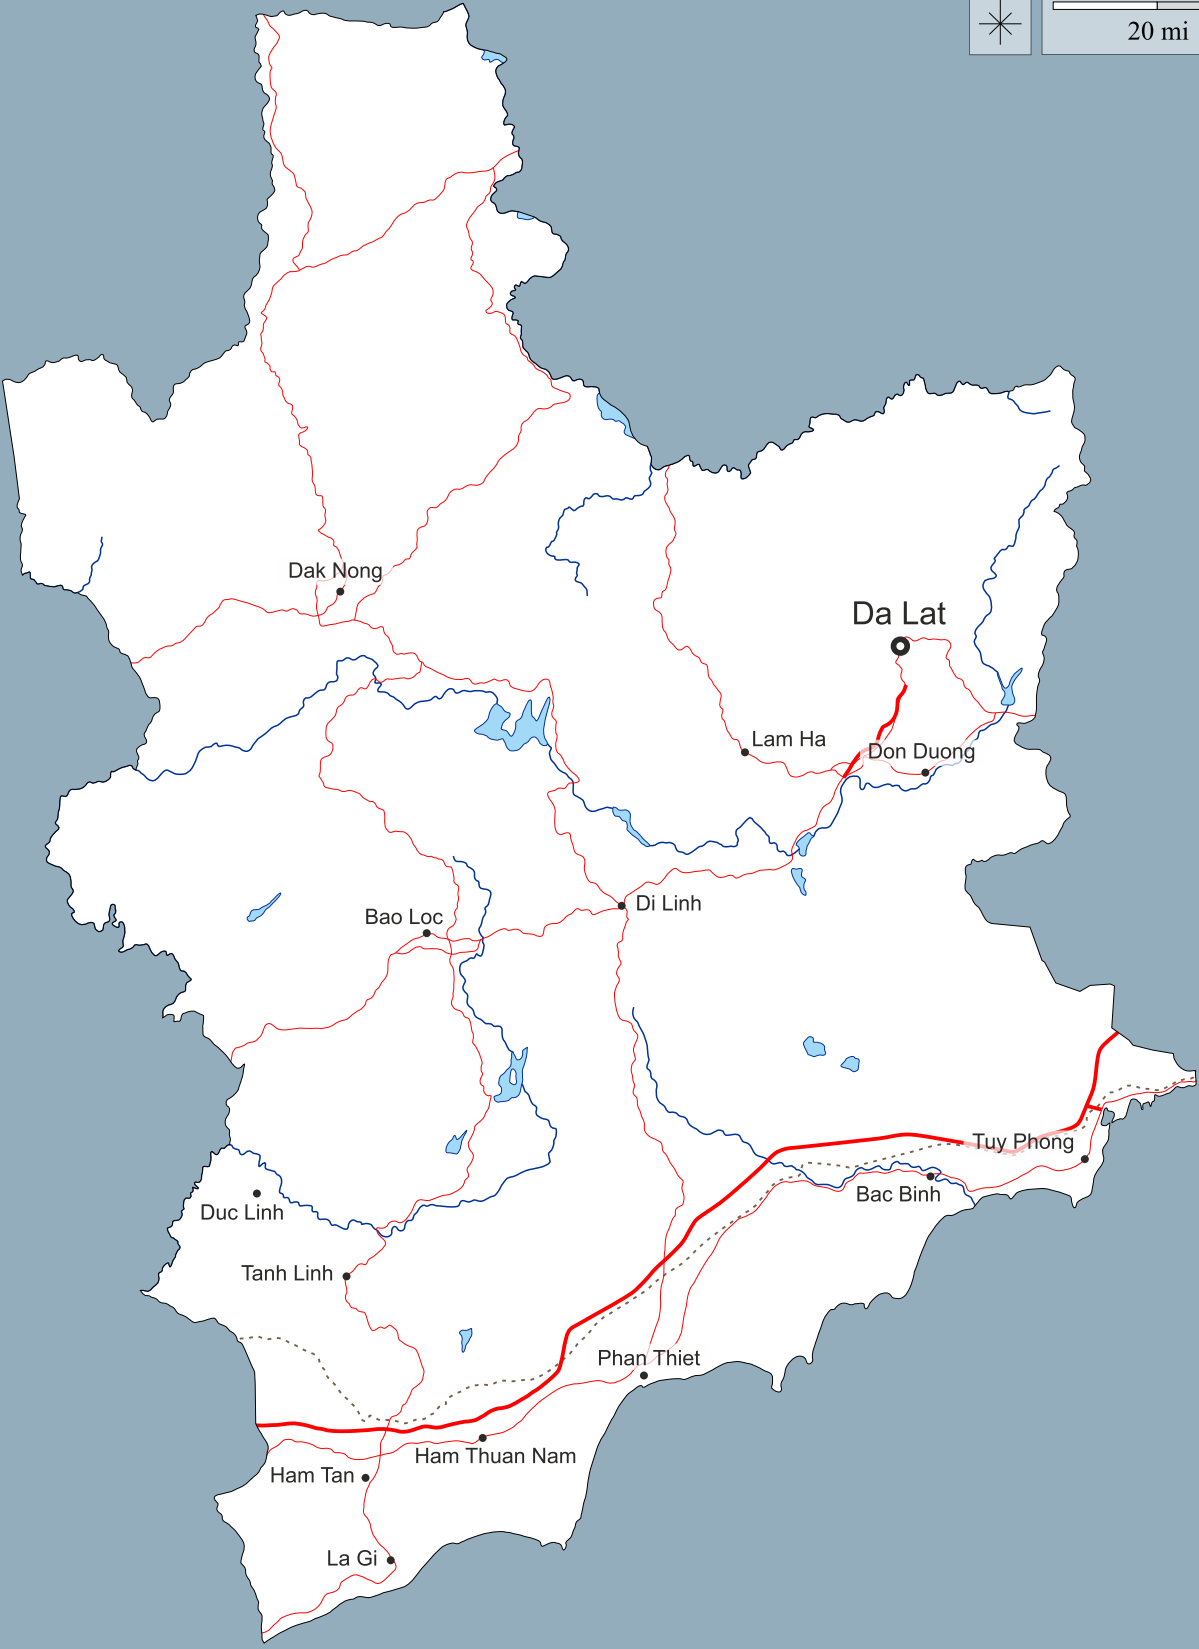 20 mi
Dak Nong
Da Lat
Lam Ha
Don Duong
Di Linh
Bao Loc
Tuy Phong
Bac Binh
Duc Linh
Tanh Linh
Phan Thiet
Ham Thuan Nam
Ham Tan
La Gi